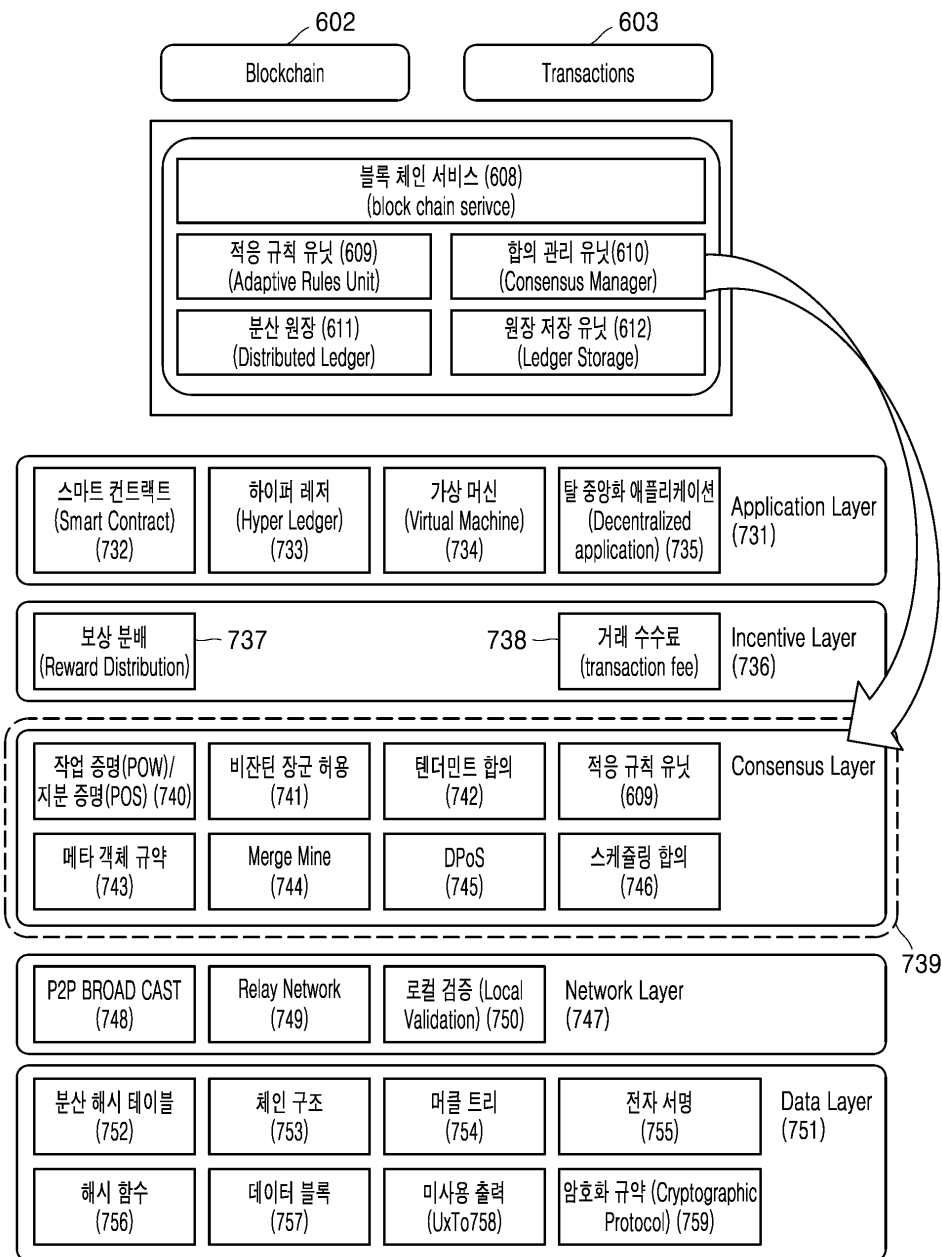 602
603
Blockchain
Transactions
블록 체인 서비스 (608)
(block chain serivce)
적응 규칙 유닛 (609)
(Adaptive Rules Unit)
합의 관리 유닛(610)
(Consensus Manager)
분산 원장 (611)
(Distributed Ledger)
원장 저장 유닛 (612)
(Ledger Storage)
스마트 컨트랙트
(Smart Contract)
(732)
하이퍼 레저
(Hyper Ledger)
(733)
가상 머신
(Virtual Machine)
(734)
탈 중앙화 애플리케이션
(Decentralized
application) (735)
Application Layer
(731)
보상 분배
(Reward Distribution)
737
738
거래 수수료
(transaction fee)
Incentive Layer
(736)
작업 증명(POW)/
지분 증명(POS) (740)
비잔틴 장군 허용
(741)
텐더민트 합의
(742)
적응 규칙 유닛
(609)
Consensus Layer
메타 객체 규약
(743)
Merge Mine
(744)
DPoS
(745)
스케쥴링 합의
(746)
739
P2P BROAD CAST
(748)
Relay Network
(749)
로컬 검증 (Local
Validation) (750)
Network Layer
(747)
분산 해시 테이블
(752)
체인 구조
(753)
머클 트리
(754)
전자 서명
(755)
Data Layer
(751)
해시 함수
(756)
데이터 블록
(757)
미사용 출력
(UxTo758)
암호화 규약 (Cryptographic
Protocol) (759)